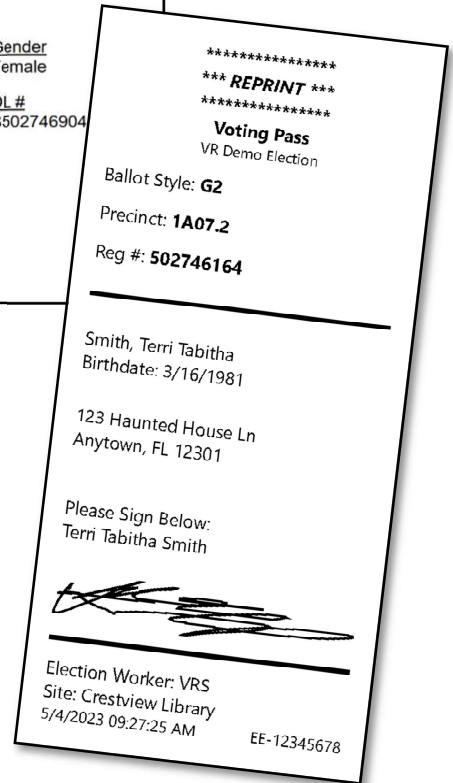 Gender
Female
DL #
502746904
****************
*** REPRINT ***
****************
Voting Pass
VR Demo Election
Ballot Style: G2
Precinct: 1A07.2
Reg #: 502746164
Smith, Terri Tabitha
Birthdate: 3/16/1981
123 Haunted House Ln
Anytown, FL 12301
Please Sign Below:
Terri Tabitha Smith
Election Worker: VRS
Site: Crestview Library
5/4/2023 09:27:25 AM
EE-12345678